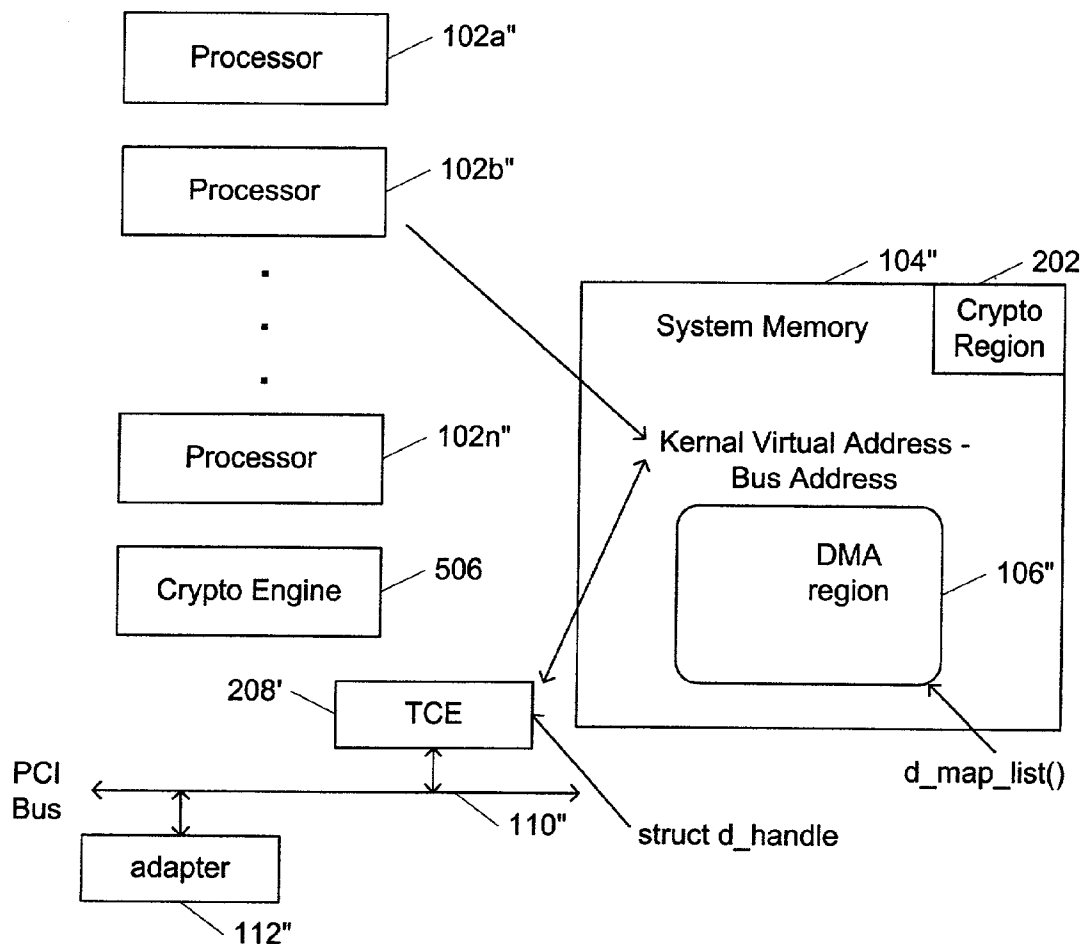 Processor
102a"
Processor
102b"
104"
202
System Memory
Crypto
Region
Processor
102n"
Kernal Virtual Address -
Bus Address
Crypto Engine
506
DMA
region
106"
208'
TCE
PCI
Bus
d_map_list()
110"
struct d_handle
adapter
112"